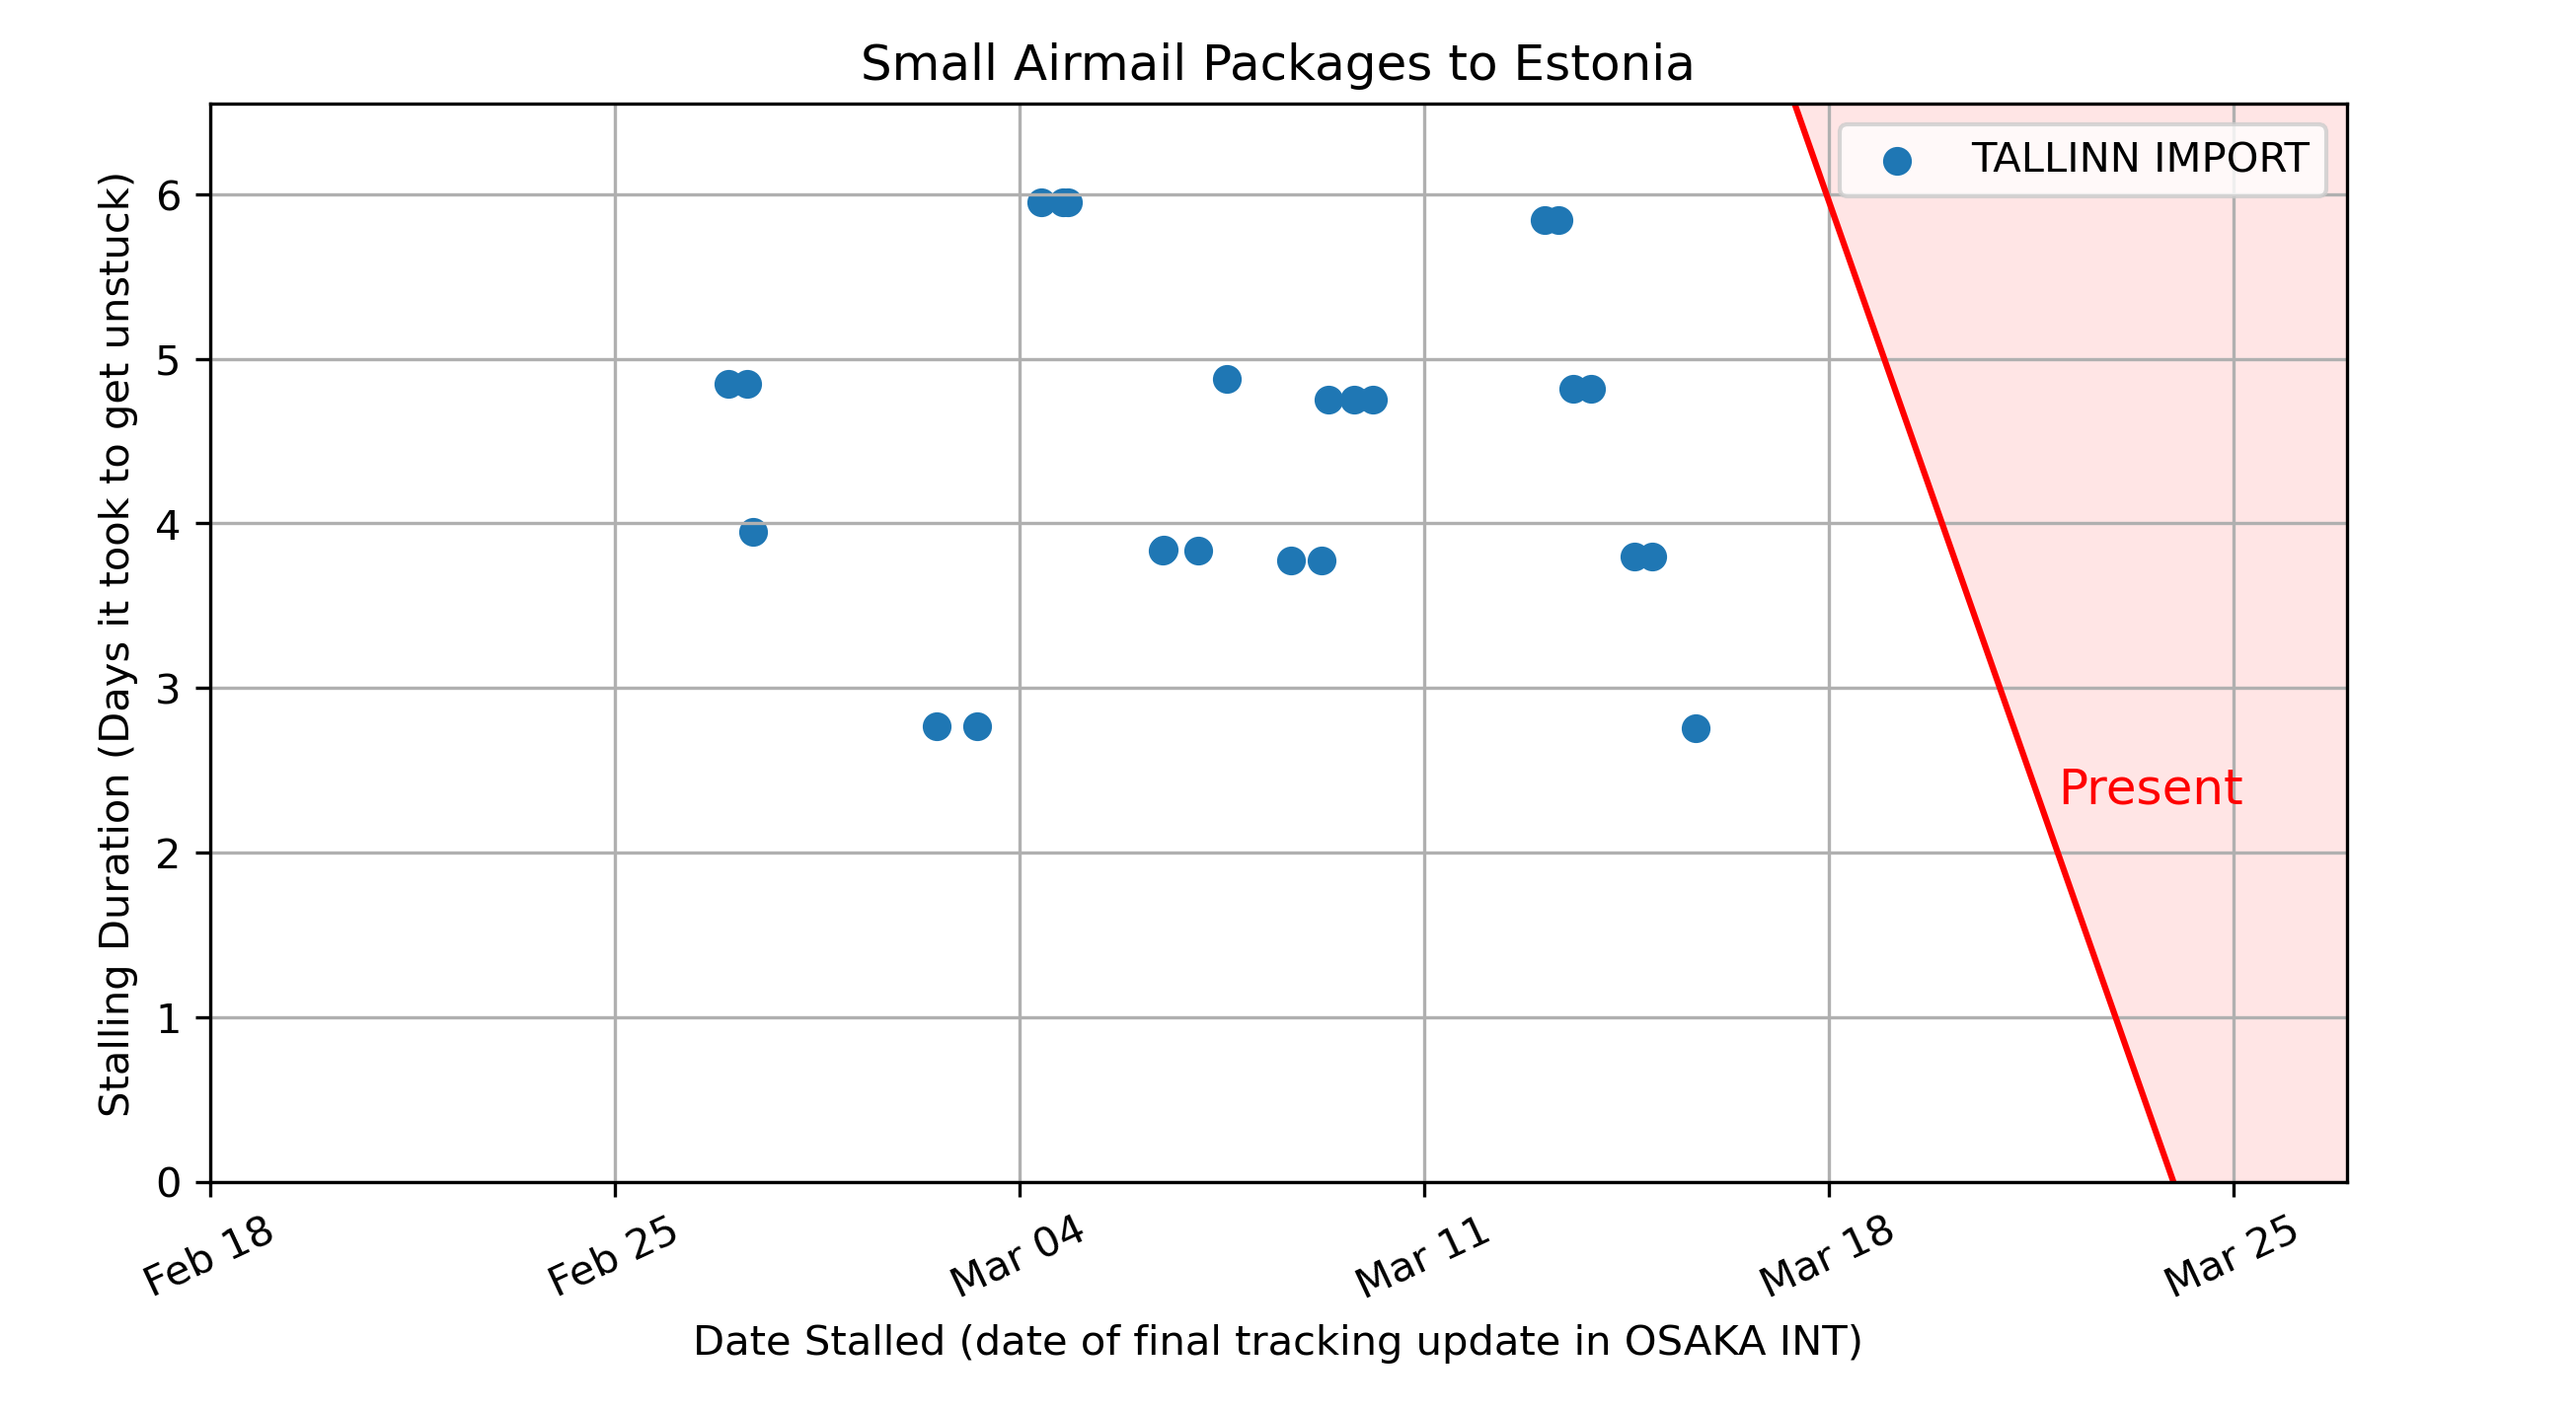 Small Airmail Packages to Estonia
TALLINN IMPORT
Stalling Duration (Days it took to get unstuck)
6
5
4
3
2
1
0
Present
Feb 18
Feb 25
Mar 04
Mar 11
Mar 18
Mar 25
Date Stalled (date of final tracking update in OSAKA INT)